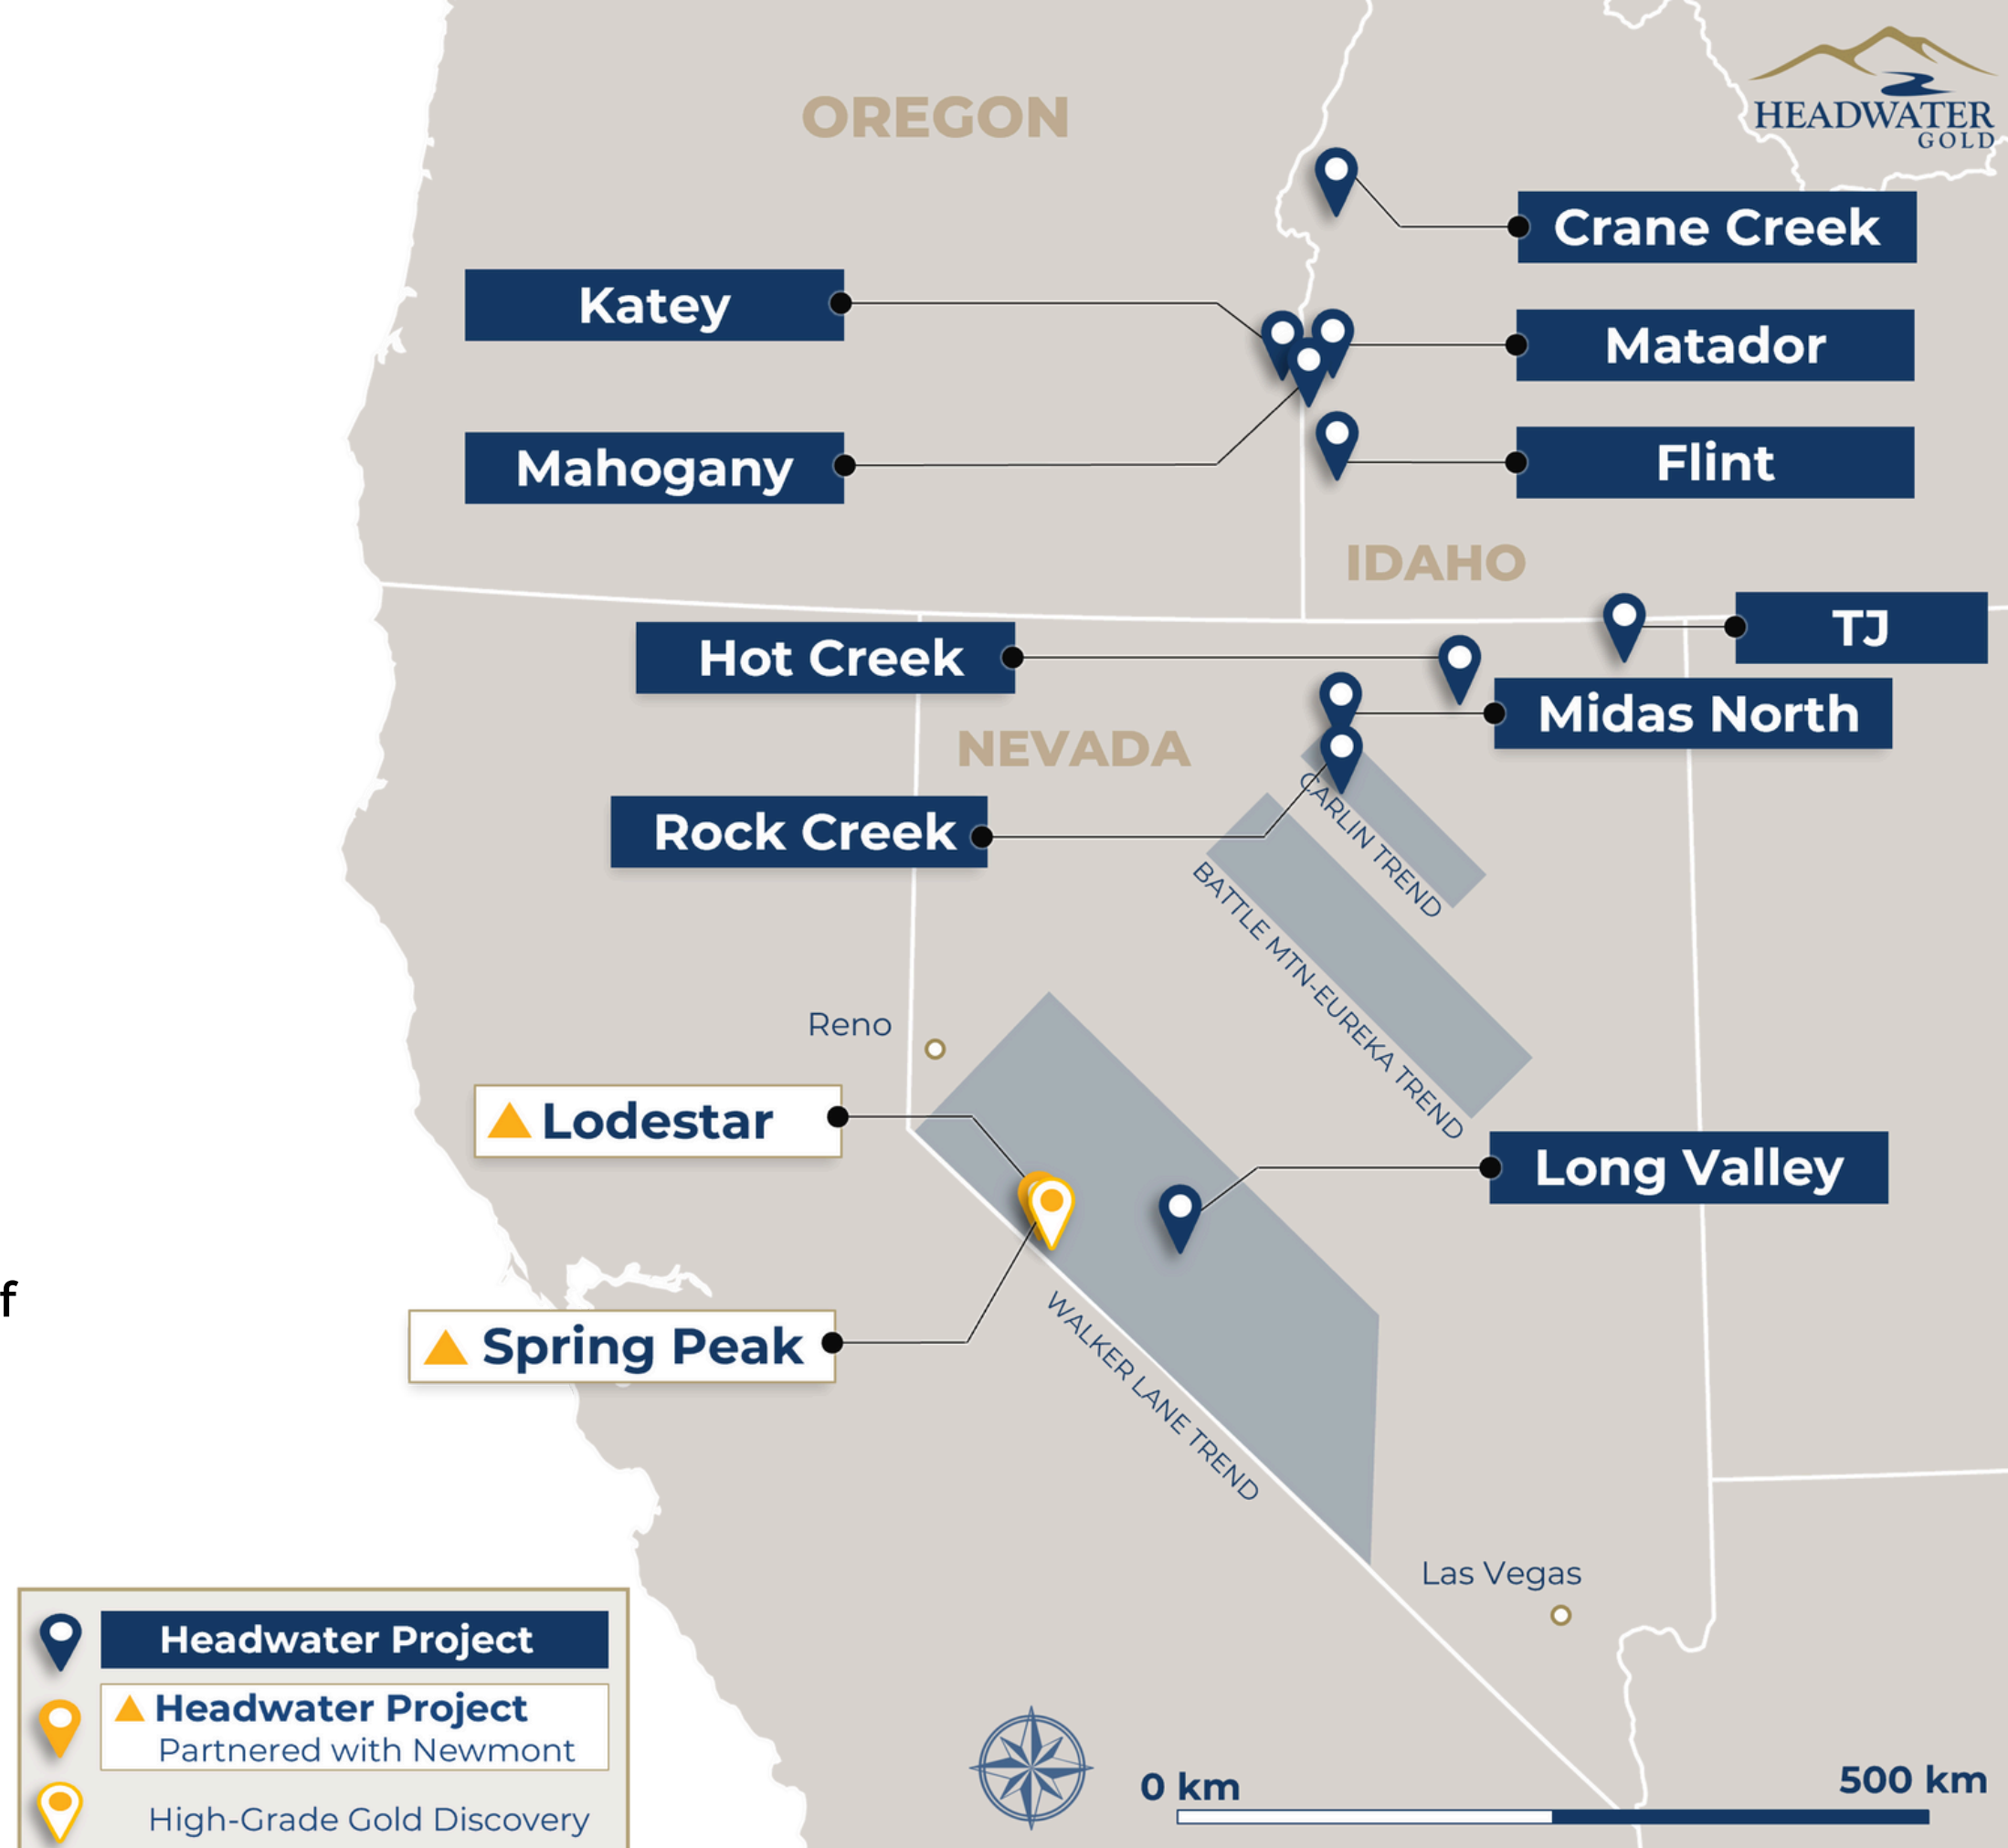 OREGON
HEADWATER
GOLD
Crane Creek
Katey
Matador
Mahogany
Flint
IDAHO
TJ
Hot Creek
Midas North
NEVADA
Rock Creek
CARLIN TREND
BATTLE MTN-EUREKA TREND
Reno
Lodestar
Long Valley
f
Spring Peak
WALKER LANE TREND
Las Vegas
Headwater Project
Headwater Project
Partnered with Newmont
High-Grade Gold Discovery
0 km
500 km